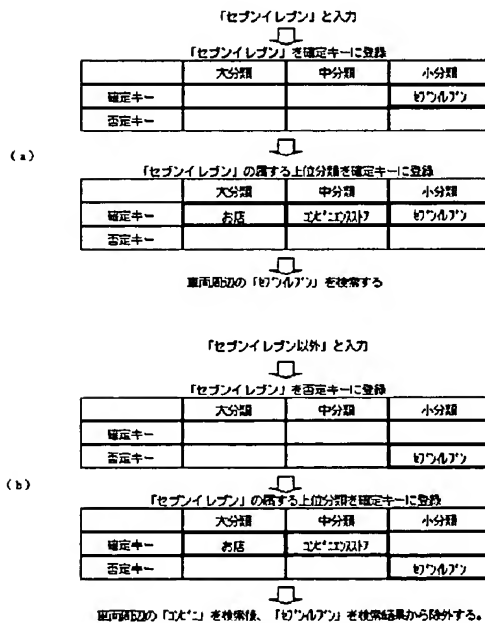 「セブンイレブン」と入力
「セブンイレブン」を確定キーに登録
大分類 中分類 小分類
確定キー ｾﾌﾞﾝｲﾚﾌﾞﾝ
否定キー
(a)
「セブンイレブン」の属する上位分類を確定キーに登録
大分類 中分類 小分類
確定キー お店 ｺﾝﾋﾞﾆｴﾝｽｽﾄｱ ｾﾌﾞﾝｲﾚﾌﾞﾝ
否定キー
車両周辺の「ｾﾌﾞﾝｲﾚﾌﾞﾝ」を検索する
「セブンイレブン以外」と入力
「セブンイレブン」を否定キーに登録
大分類 中分類 小分類
確定キー
否定キー ｾﾌﾞﾝｲﾚﾌﾞﾝ
(b)
「セブンイレブン」の属する上位分類を確定キーに登録
大分類 中分類 小分類
確定キー お店 ｺﾝﾋﾞﾆｴﾝｽｽﾄｱ
否定キー ｾﾌﾞﾝｲﾚﾌﾞﾝ
車両周辺の「ｺﾝﾋﾞﾆ」を検索後、「ｾﾌﾞﾝｲﾚﾌﾞﾝ」を検索結果から除外する。